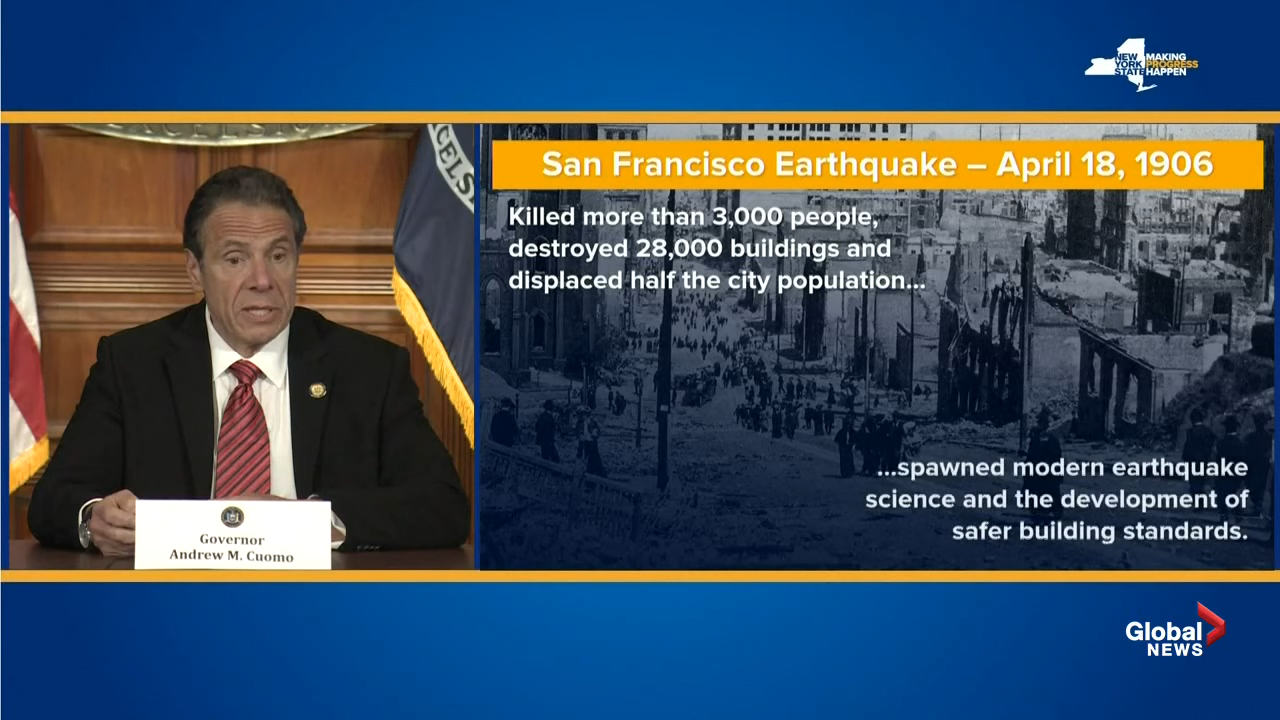 NEW
YORK
STATE
MAKING
PROGRESS
HAPPEN
EXCELSIOR
EXCELS
San Francisco Earthquake – April 18, 1906
Killed more than 3,000 people,
destroyed 28,000 buildings and
displaced half the city population...
...spawned modern earthquake
science and the development of
safer building standards.
Governor
Andrew M. Cuomo
Global
NEWS